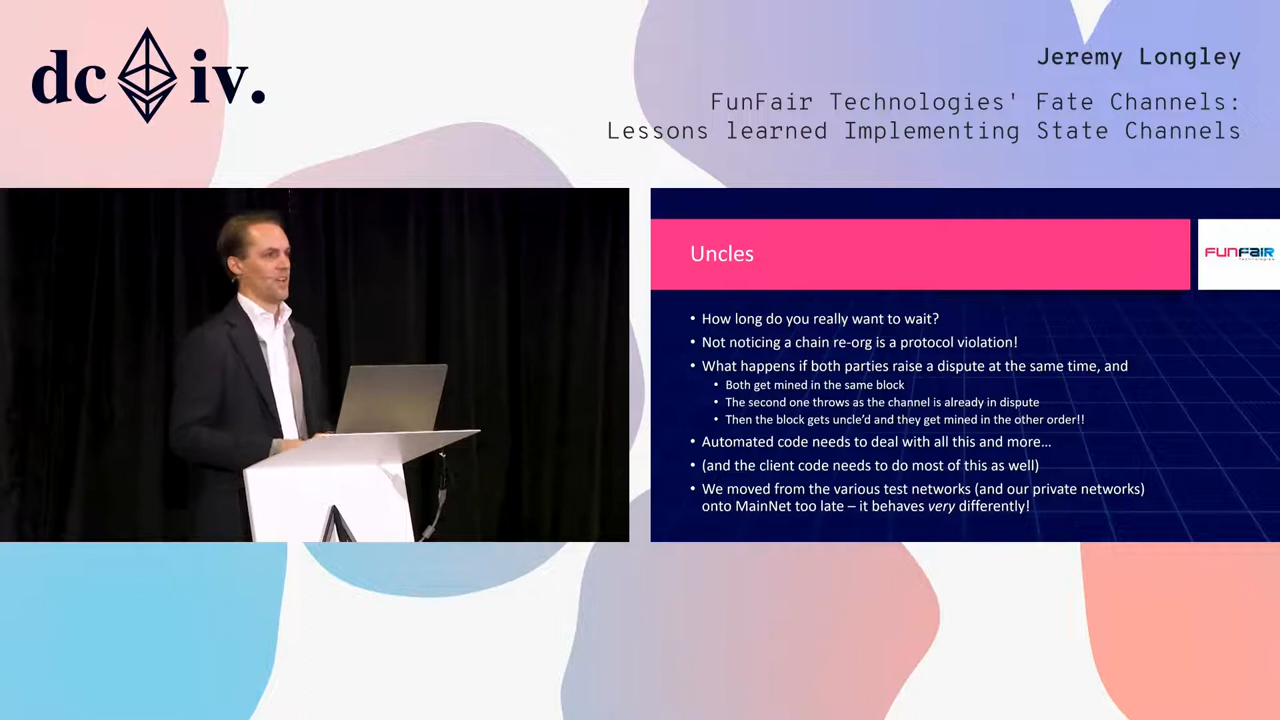 dc iv.
Jeremy Longley
FunFair Technologies' Fate Channels:
Lessons learned Implementing State Channels
Uncles
FUNFAIR
Technologies
• How long do you really want to wait?
• Not noticing a chain re-org is a protocol violation!
• What happens if both parties raise a dispute at the same time, and
• Both get mined in the same block
• The second one throws as the channel is already in dispute
• Then the block gets uncle'd and they get mined in the other order!!
• Automated code needs to deal with all this and more…
• (and the client code needs to do most of this as well)
• We moved from the various test networks (and our private networks)
onto MainNet too late – it behaves very differently!